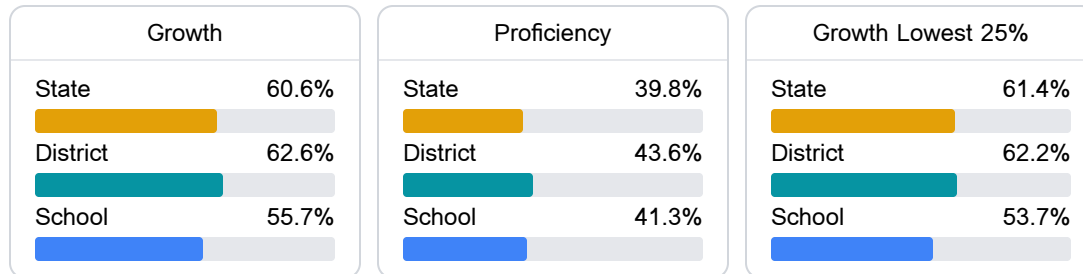 Growth
State 60.6%
District 62.6%
School 55.7%
Proficiency
State 39.8%
District 43.6%
School 41.3%
Growth Lowest 25%
State 61.4%
District 62.2%
School 53.7%